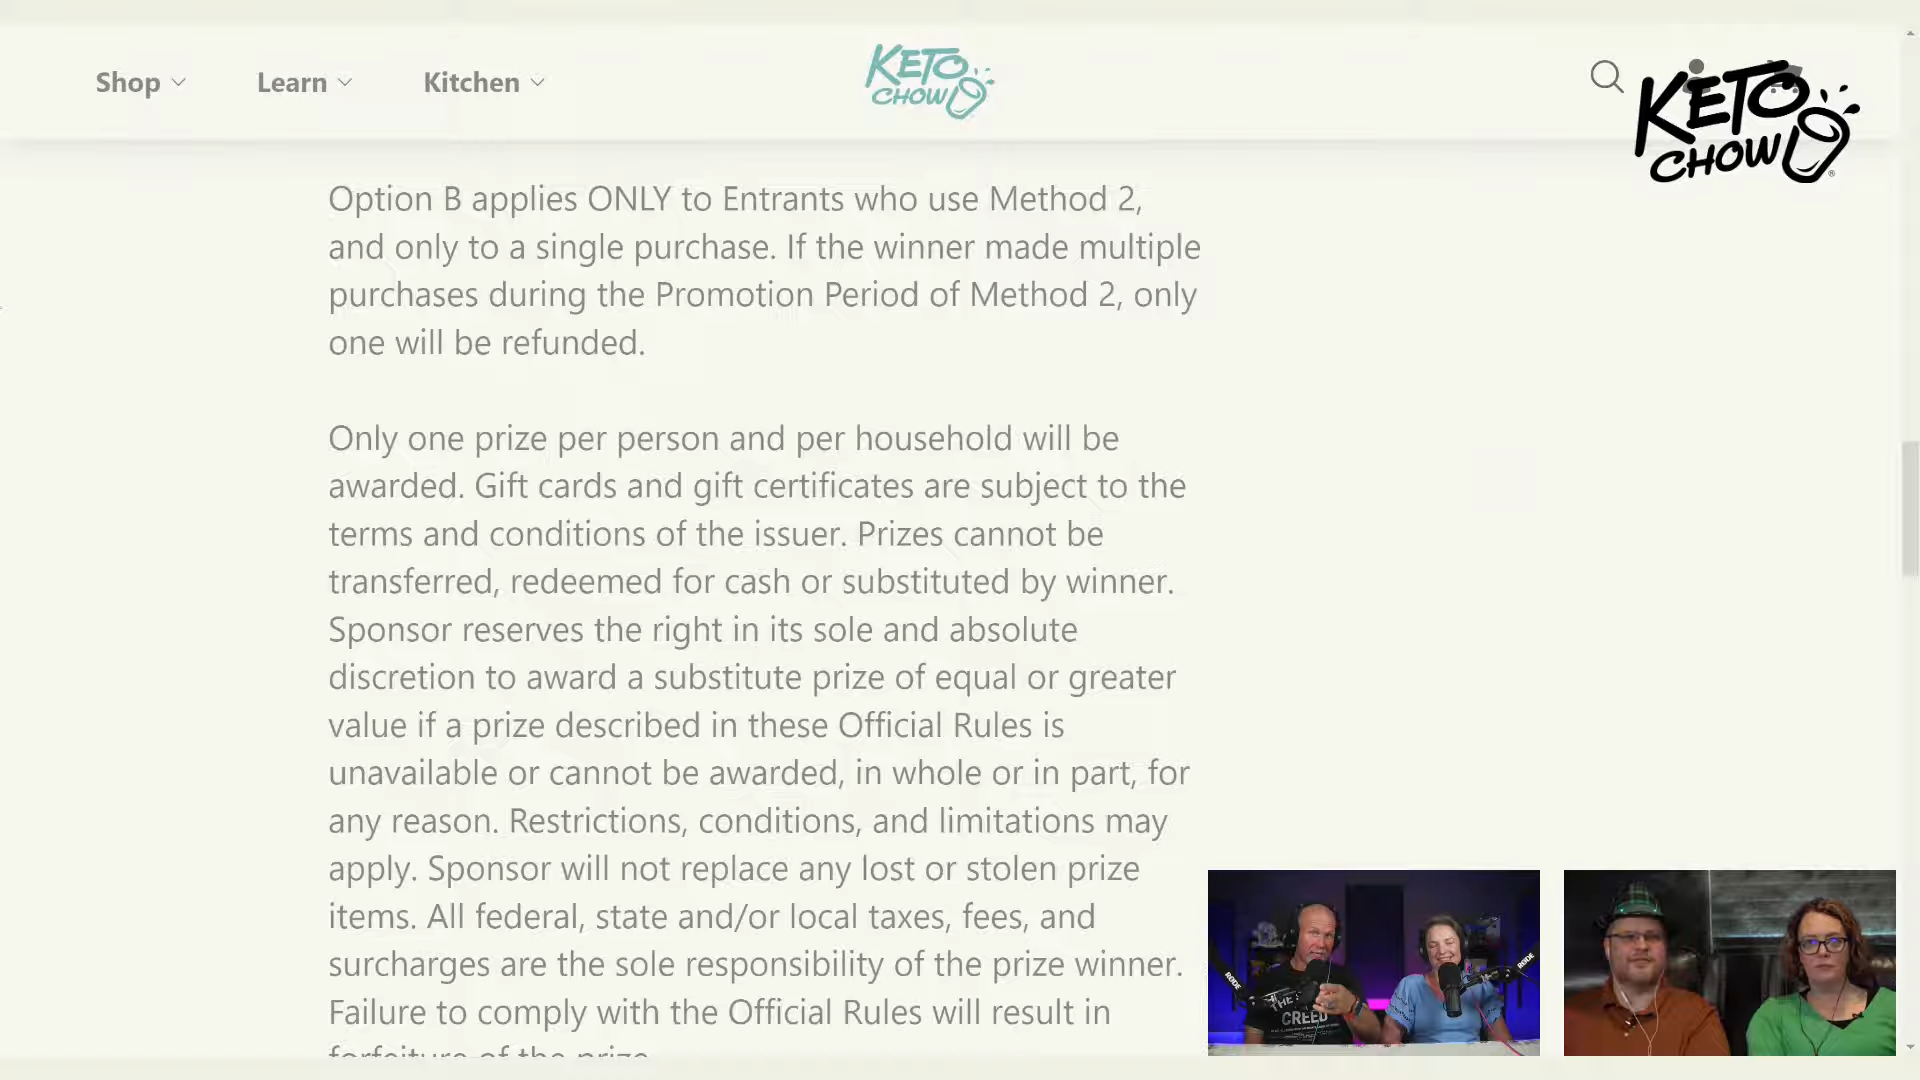 Shop
Learn
Kitchen
KETO
CHOW
KETO
CHOW
®
Option B applies ONLY to Entrants who use Method 2,
and only to a single purchase. If the winner made multiple
purchases during the Promotion Period of Method 2, only
one will be refunded.
Only one prize per person and per household will be
awarded. Gift cards and gift certificates are subject to the
terms and conditions of the issuer. Prizes cannot be
transferred, redeemed for cash or substituted by winner.
Sponsor reserves the right in its sole and absolute
discretion to award a substitute prize of equal or greater
value if a prize described in these Official Rules is
unavailable or cannot be awarded, in whole or in part, for
any reason. Restrictions, conditions, and limitations may
apply. Sponsor will not replace any lost or stolen prize
items. All federal, state and/or local taxes, fees, and
surcharges are the sole responsibility of the prize winner.
Failure to comply with the Official Rules will result in
forfeiture of the prize
RØDE
RØDE
THE
CREED